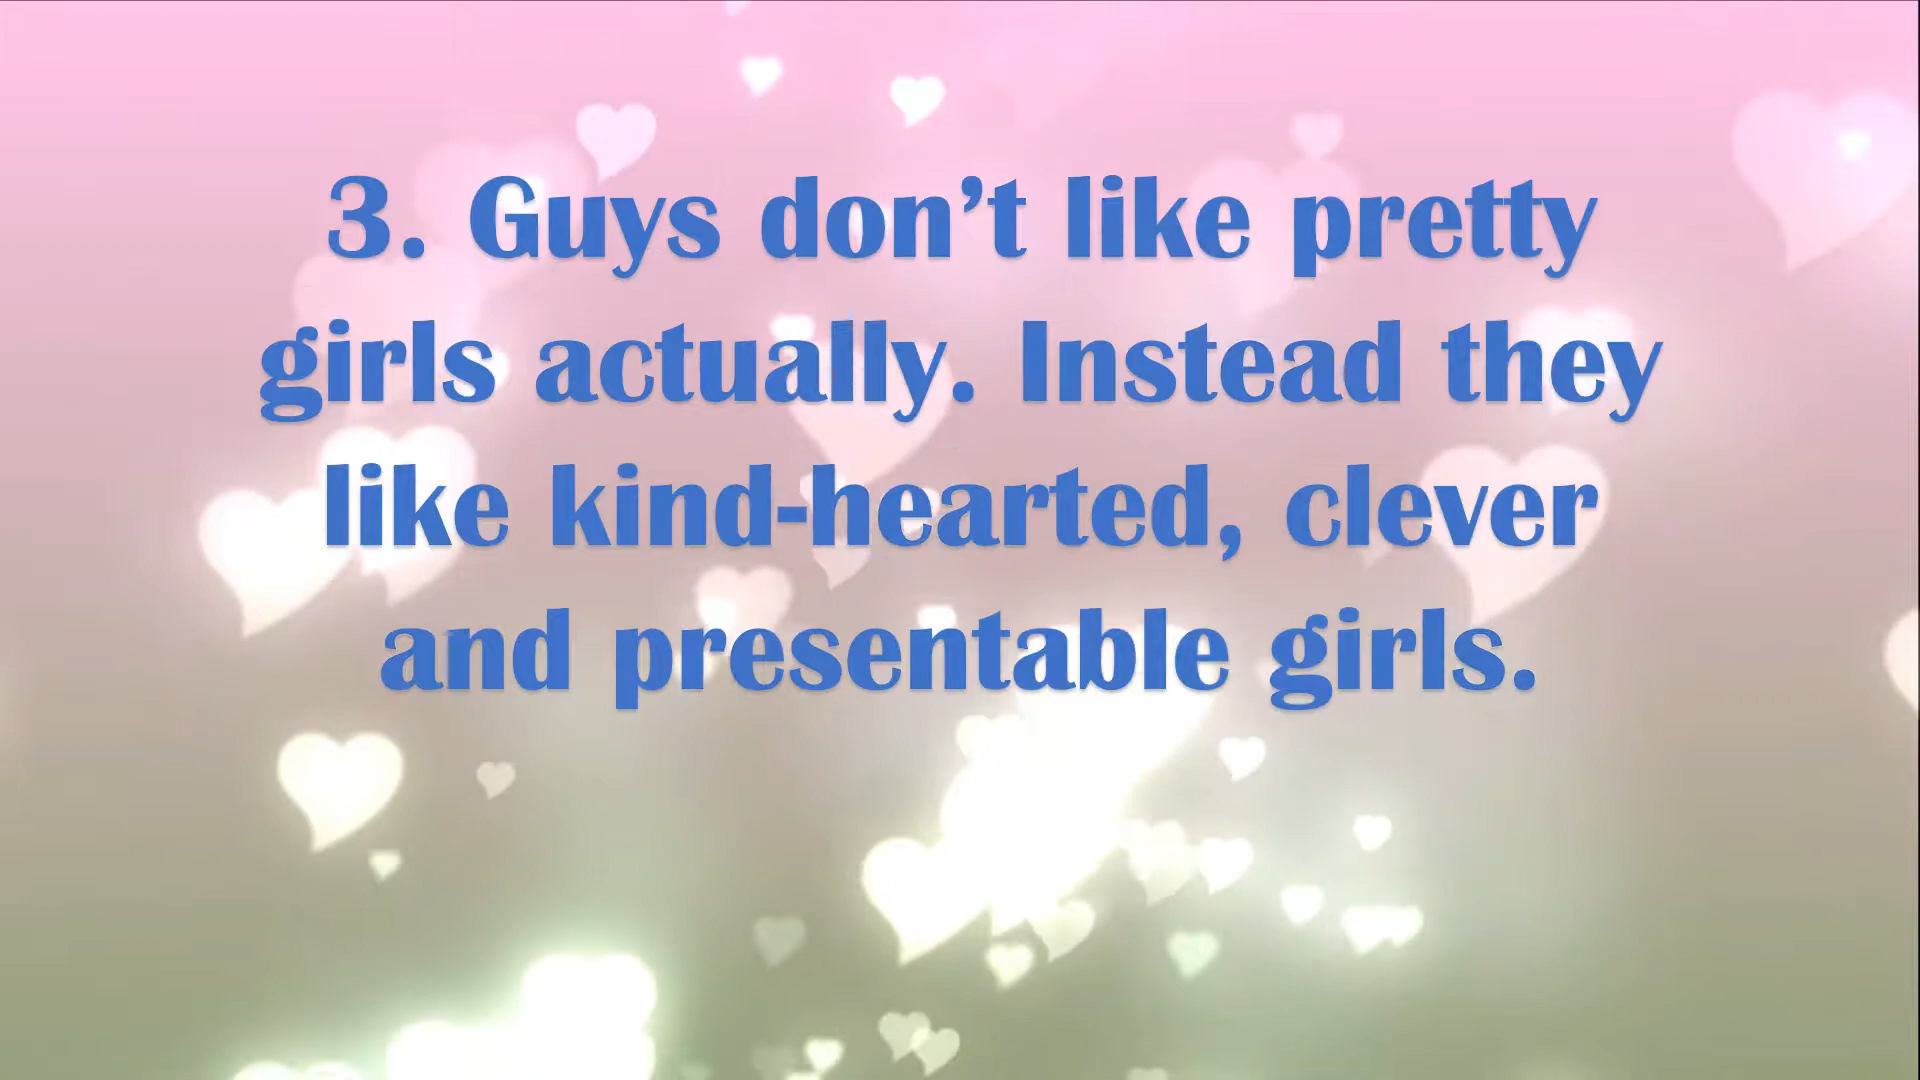 3. Guys don’t like pretty
girls actually. Instead they
like kind-hearted, clever
and presentable girls.